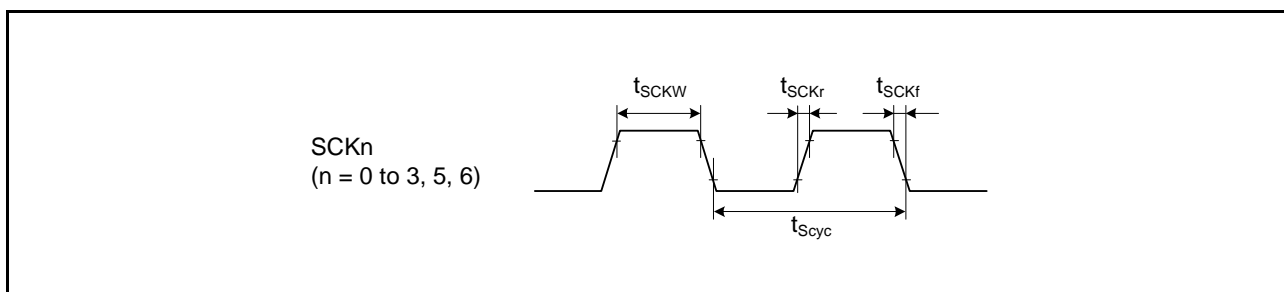 tSCKW
tSCKr
tSCKf
SCKn
(n = 0 to 3, 5, 6)
tScyc